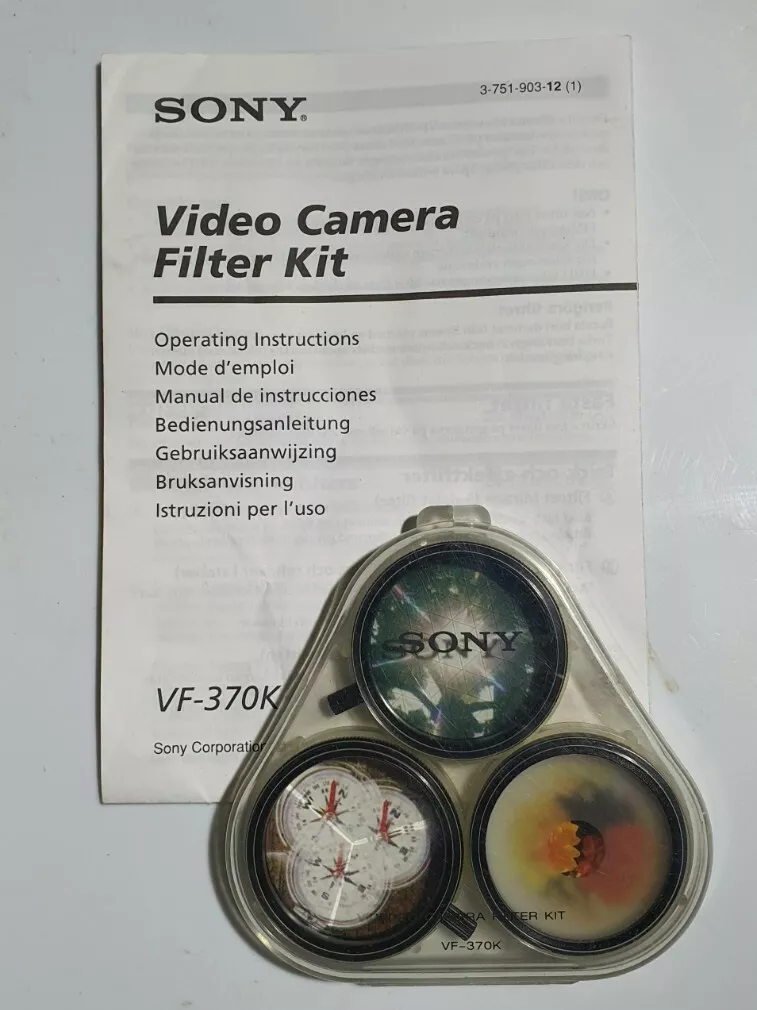 3-751-903-12 (1)
SONY®
Video Camera
Filter Kit
Operating Instructions
Mode d'emploi
Manual de instrucciones
Bedienungsanleitung
Gebruiksaanwijzing
Bruksanvisning
Istruzioni per l'uso
VF-370K
Sony Corporation
SONY
FILTER KIT
VF-370K